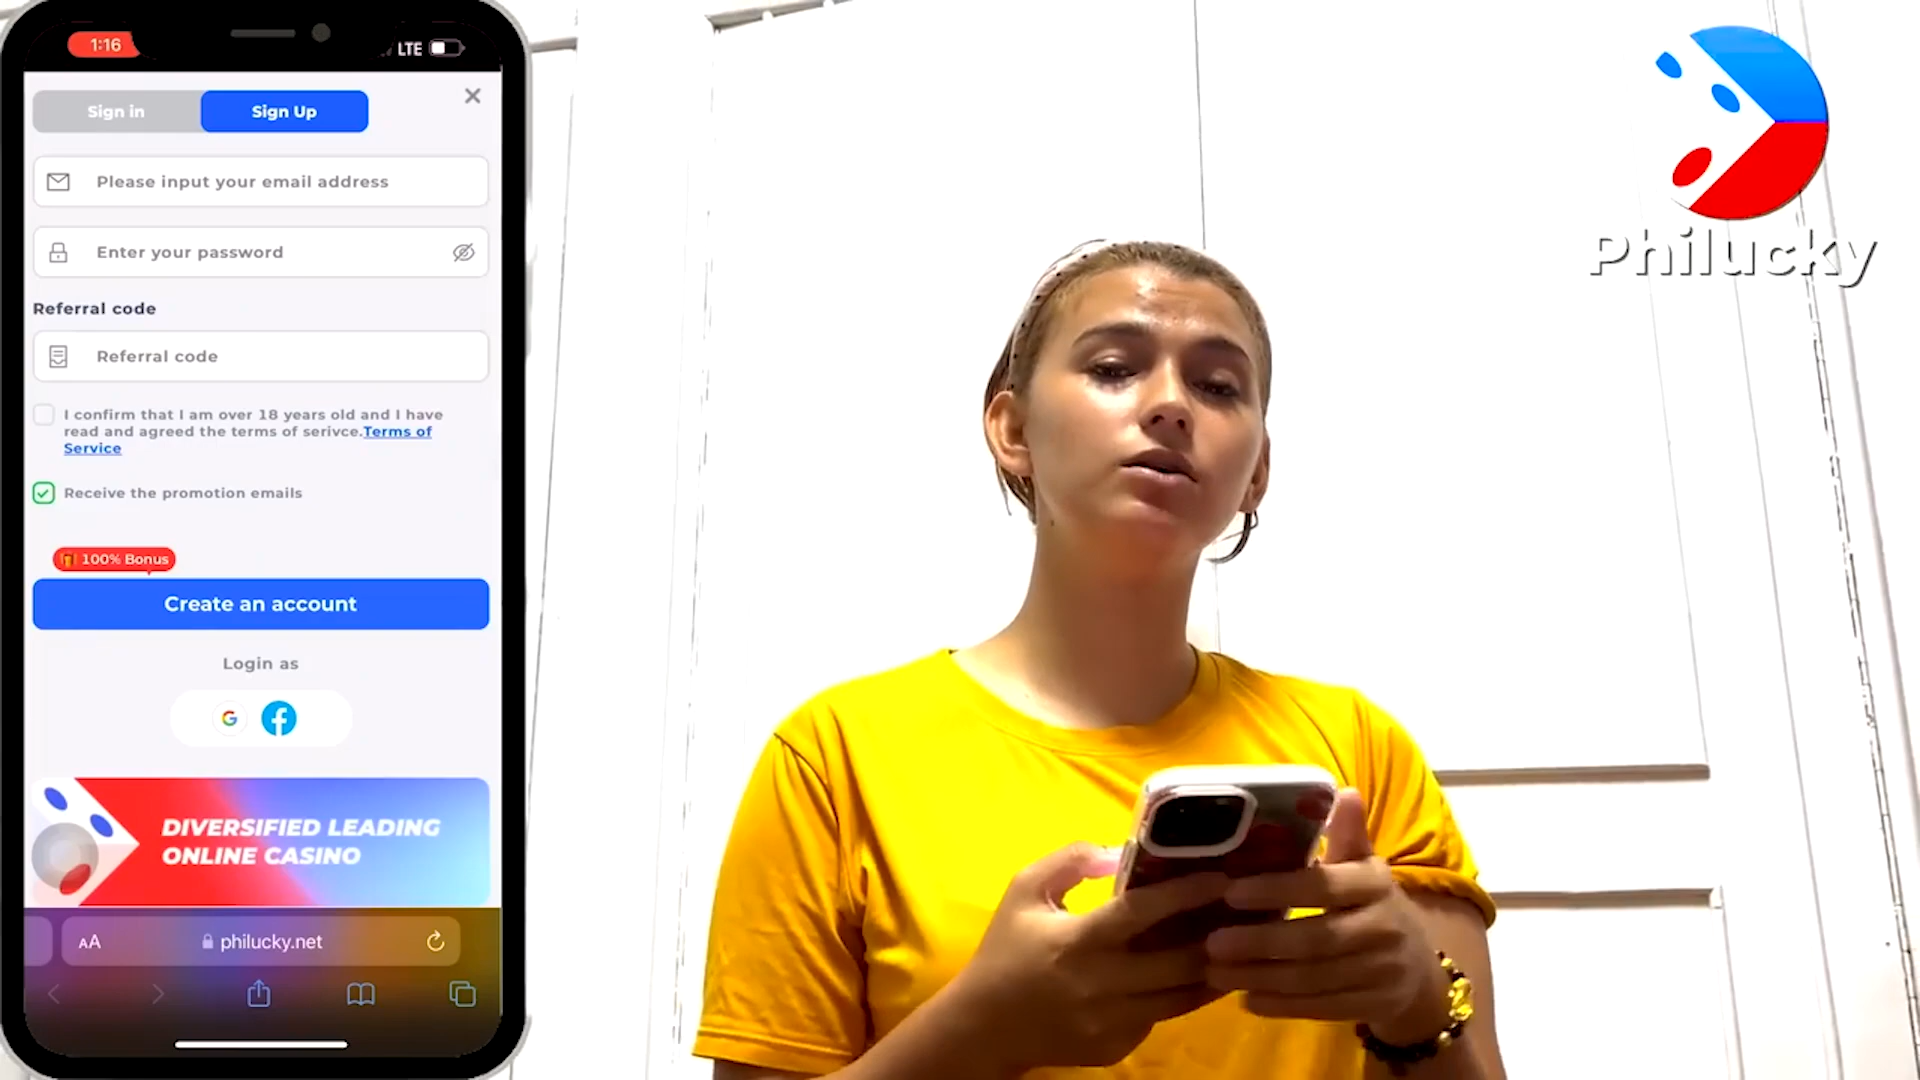 1:16
LTE
Sign in
Sign Up
Please input your email address
Enter your password
Referral code
Referral code
I confirm that I am over 18 years old and I have
read and agreed the terms of serivce.Terms of
Service
Receive the promotion emails
100% Bonus
Create an account
Login as
G f
DIVERSIFIED LEADING
ONLINE CASINO
AA
philucky.net
Philucky